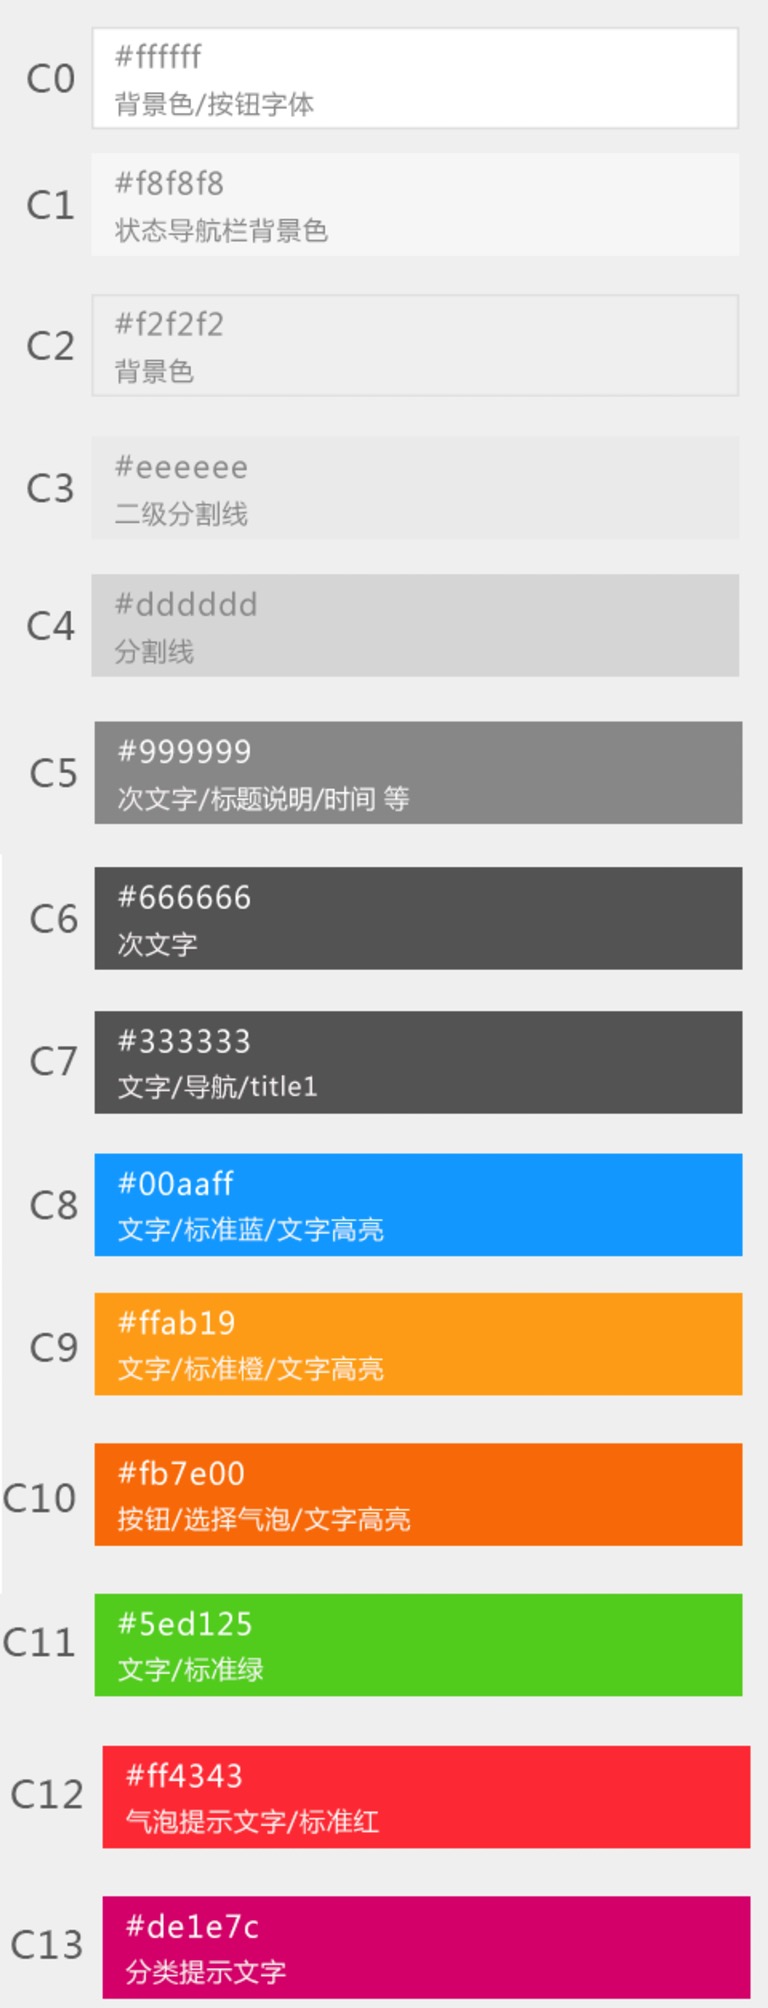 C0
#ffffff
背景色/按钮字体
C1
#f8f8f8
状态导航栏背景色
C2
#f2f2f2
背景色
C3
#eeeeee
二级分割线
C4
#dddddd
分割线
C5
#999999
次文字/标题说明/时间 等
C6
#666666
次文字
C7
#333333
文字/导航/title1
C8
#00aaff
文字/标准蓝/文字高亮
C9
#ffab19
文字/标准橙/文字高亮
C10
#fb7e00
按钮/选择气泡/文字高亮
C11
#5ed125
文字/标准绿
C12
#ff4343
气泡提示文字/标准红
C13
#de1e7c
分类提示文字